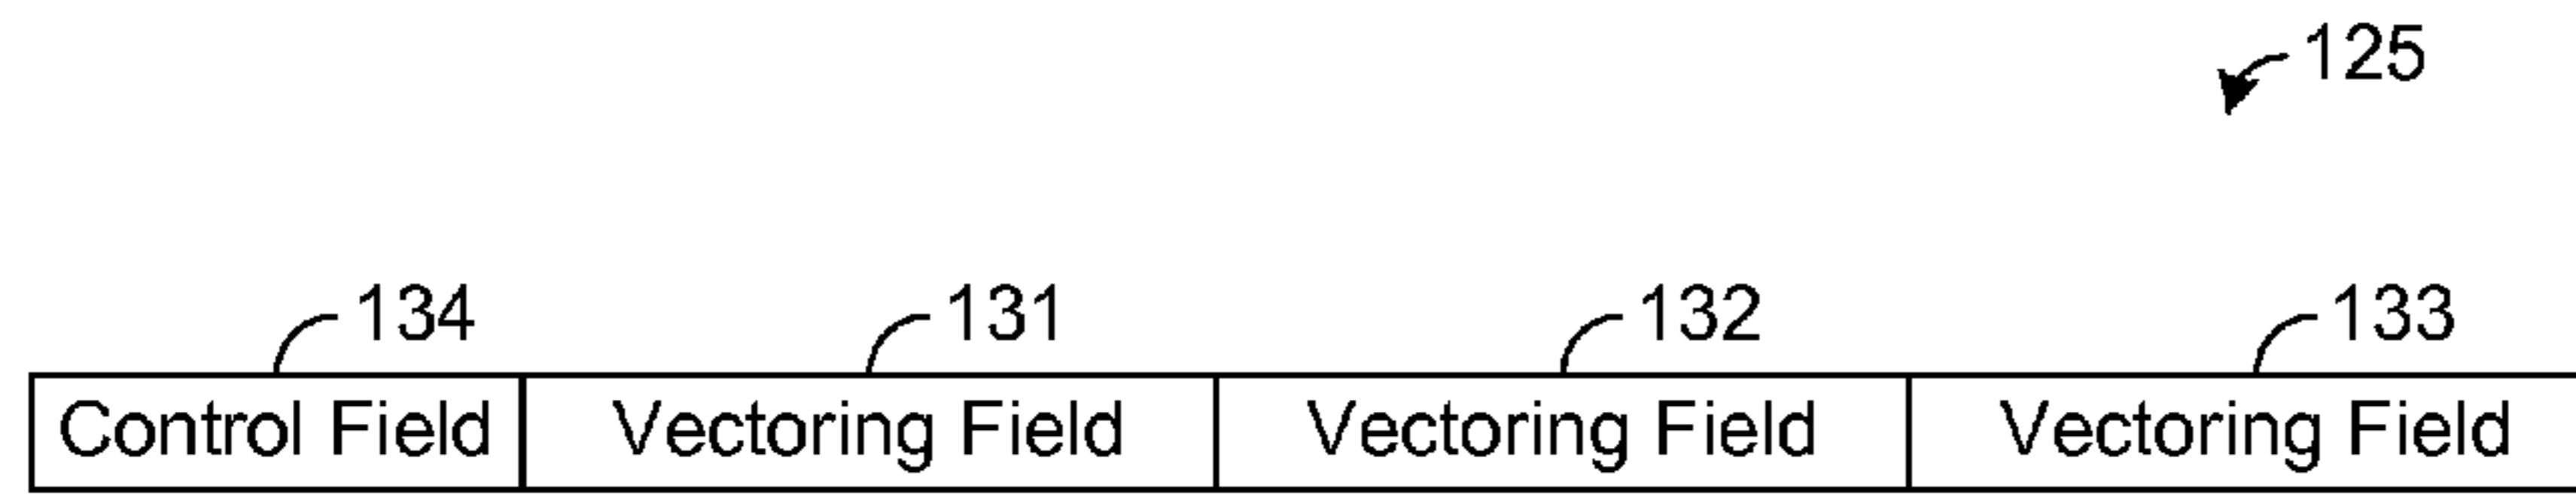 125
134 131 132 133
Control Field Vectoring Field Vectoring Field Vectoring Field